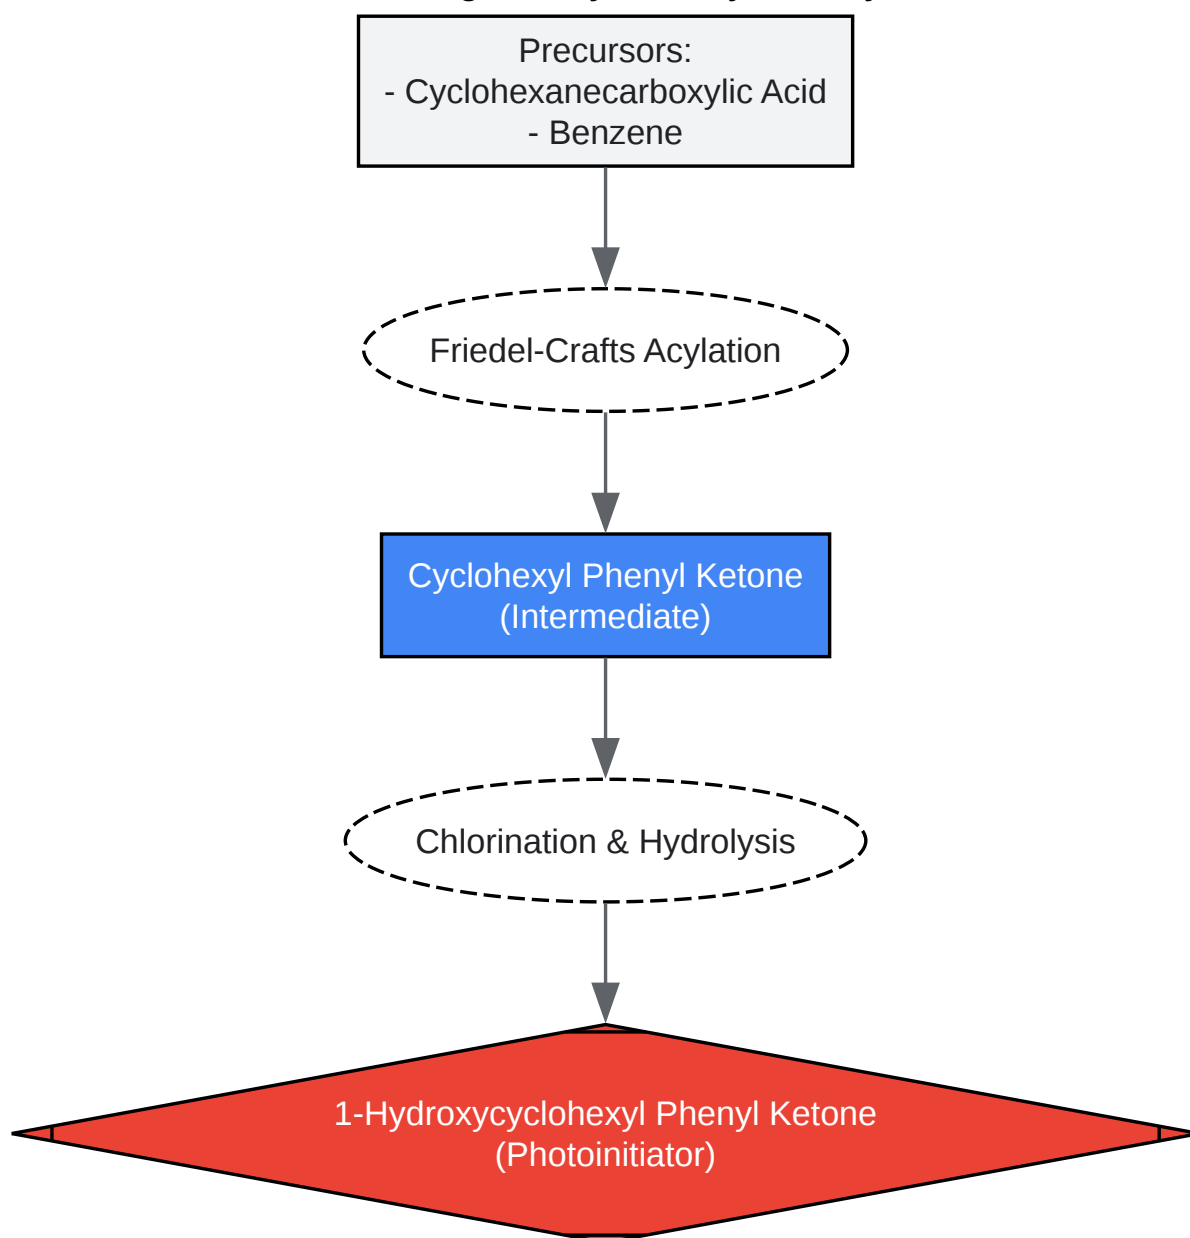 Precursors:
- Cyclohexanecarboxylic Acid
- Benzene
Friedel-Crafts Acylation
Cyclohexyl Phenyl Ketone
(Intermediate)
Chlorination & Hydrolysis
1-Hydroxycyclohexyl Phenyl Ketone
(Photoinitiator)